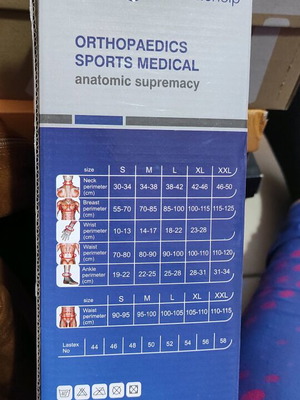 ORTHOPAEDICS
SPORTS MEDICAL
anatomic supremacy
size S M L XL XXL
Neck perimeter (cm) 30-34 34-38 38-42 42-46 46-50
Breast perimeter (cm) 55-70 70-85 85-100 100-115 115-125
Wrist perimeter (cm) 10-13 14-17 18-22 23-28
Waist perimeter (cm) 70-80 80-90 90-100 100-110 110-120
Ankle perimeter (cm) 19-22 22-25 25-28 28-31 31-34
size S M L XL XXL
Waist perimeter (cm) 90-95 95-100 100-105 105-110 110-115
Lastex No 44 46 48 50 52 54 56 58